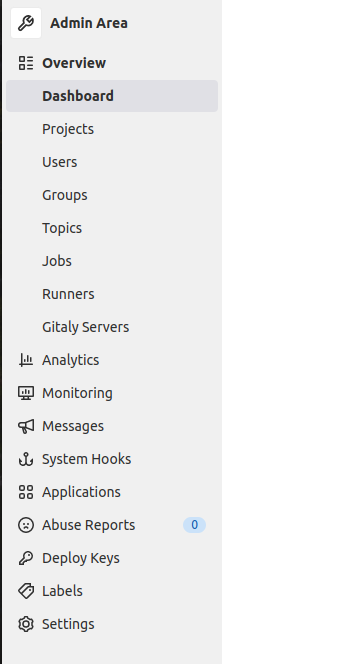 Admin Area
Overview
Dashboard
Projects
Users
Groups
Topics
Jobs
Runners
Gitaly Servers
Analytics
Monitoring
Messages
System Hooks
Applications
Abuse Reports 0
Deploy Keys
Labels
Settings